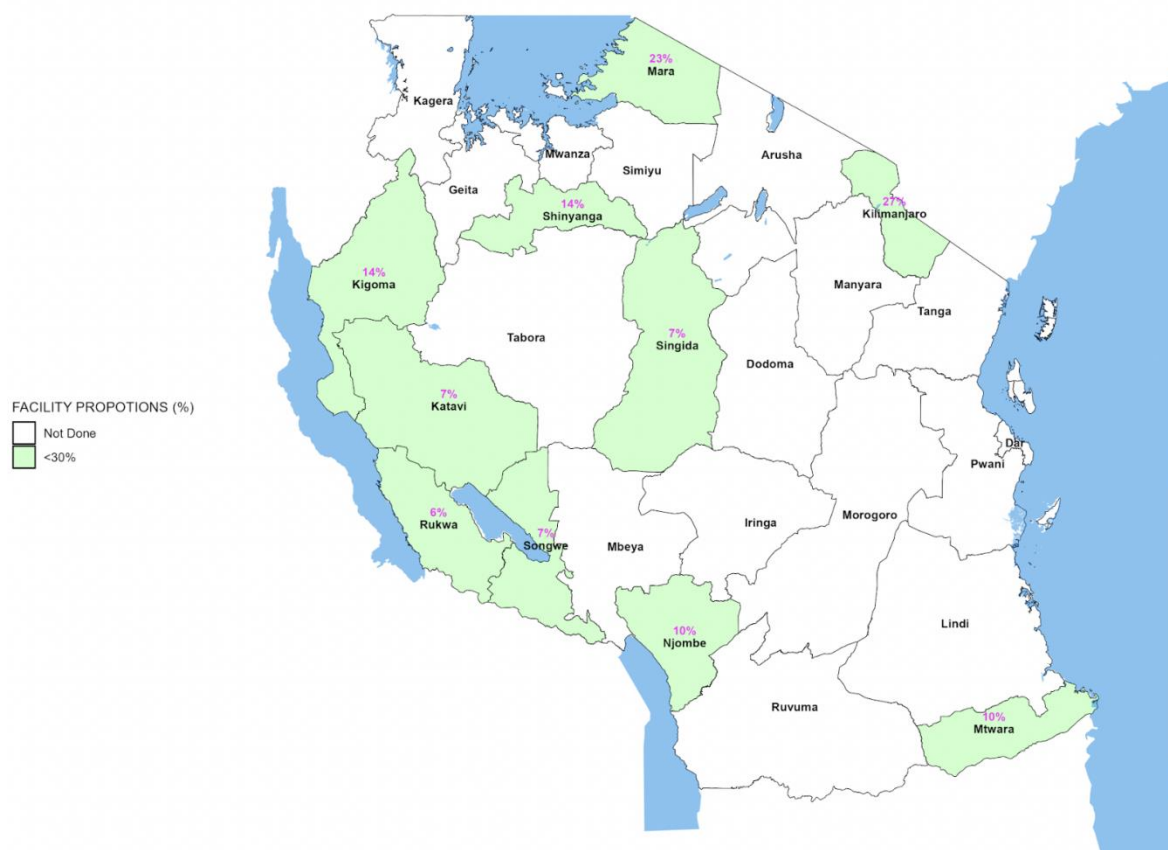 23%
Mara
Kagera
Mwanza
Arusha
Simiyu
Geita
14%
Shinyanga
27%
Kilimanjaro
14%
Kigoma
Manyara
Tanga
7%
Singida
Tabora
Dodoma
7%
Katavi
FACILITY PROPOTIONS (%)
Not Done
<30%
Dar
Pwani
6%
Rukwa
7%
Songwe
Mbeya
Iringa
Morogoro
10%
Njombe
Lindi
Ruvuma
10%
Mtwara